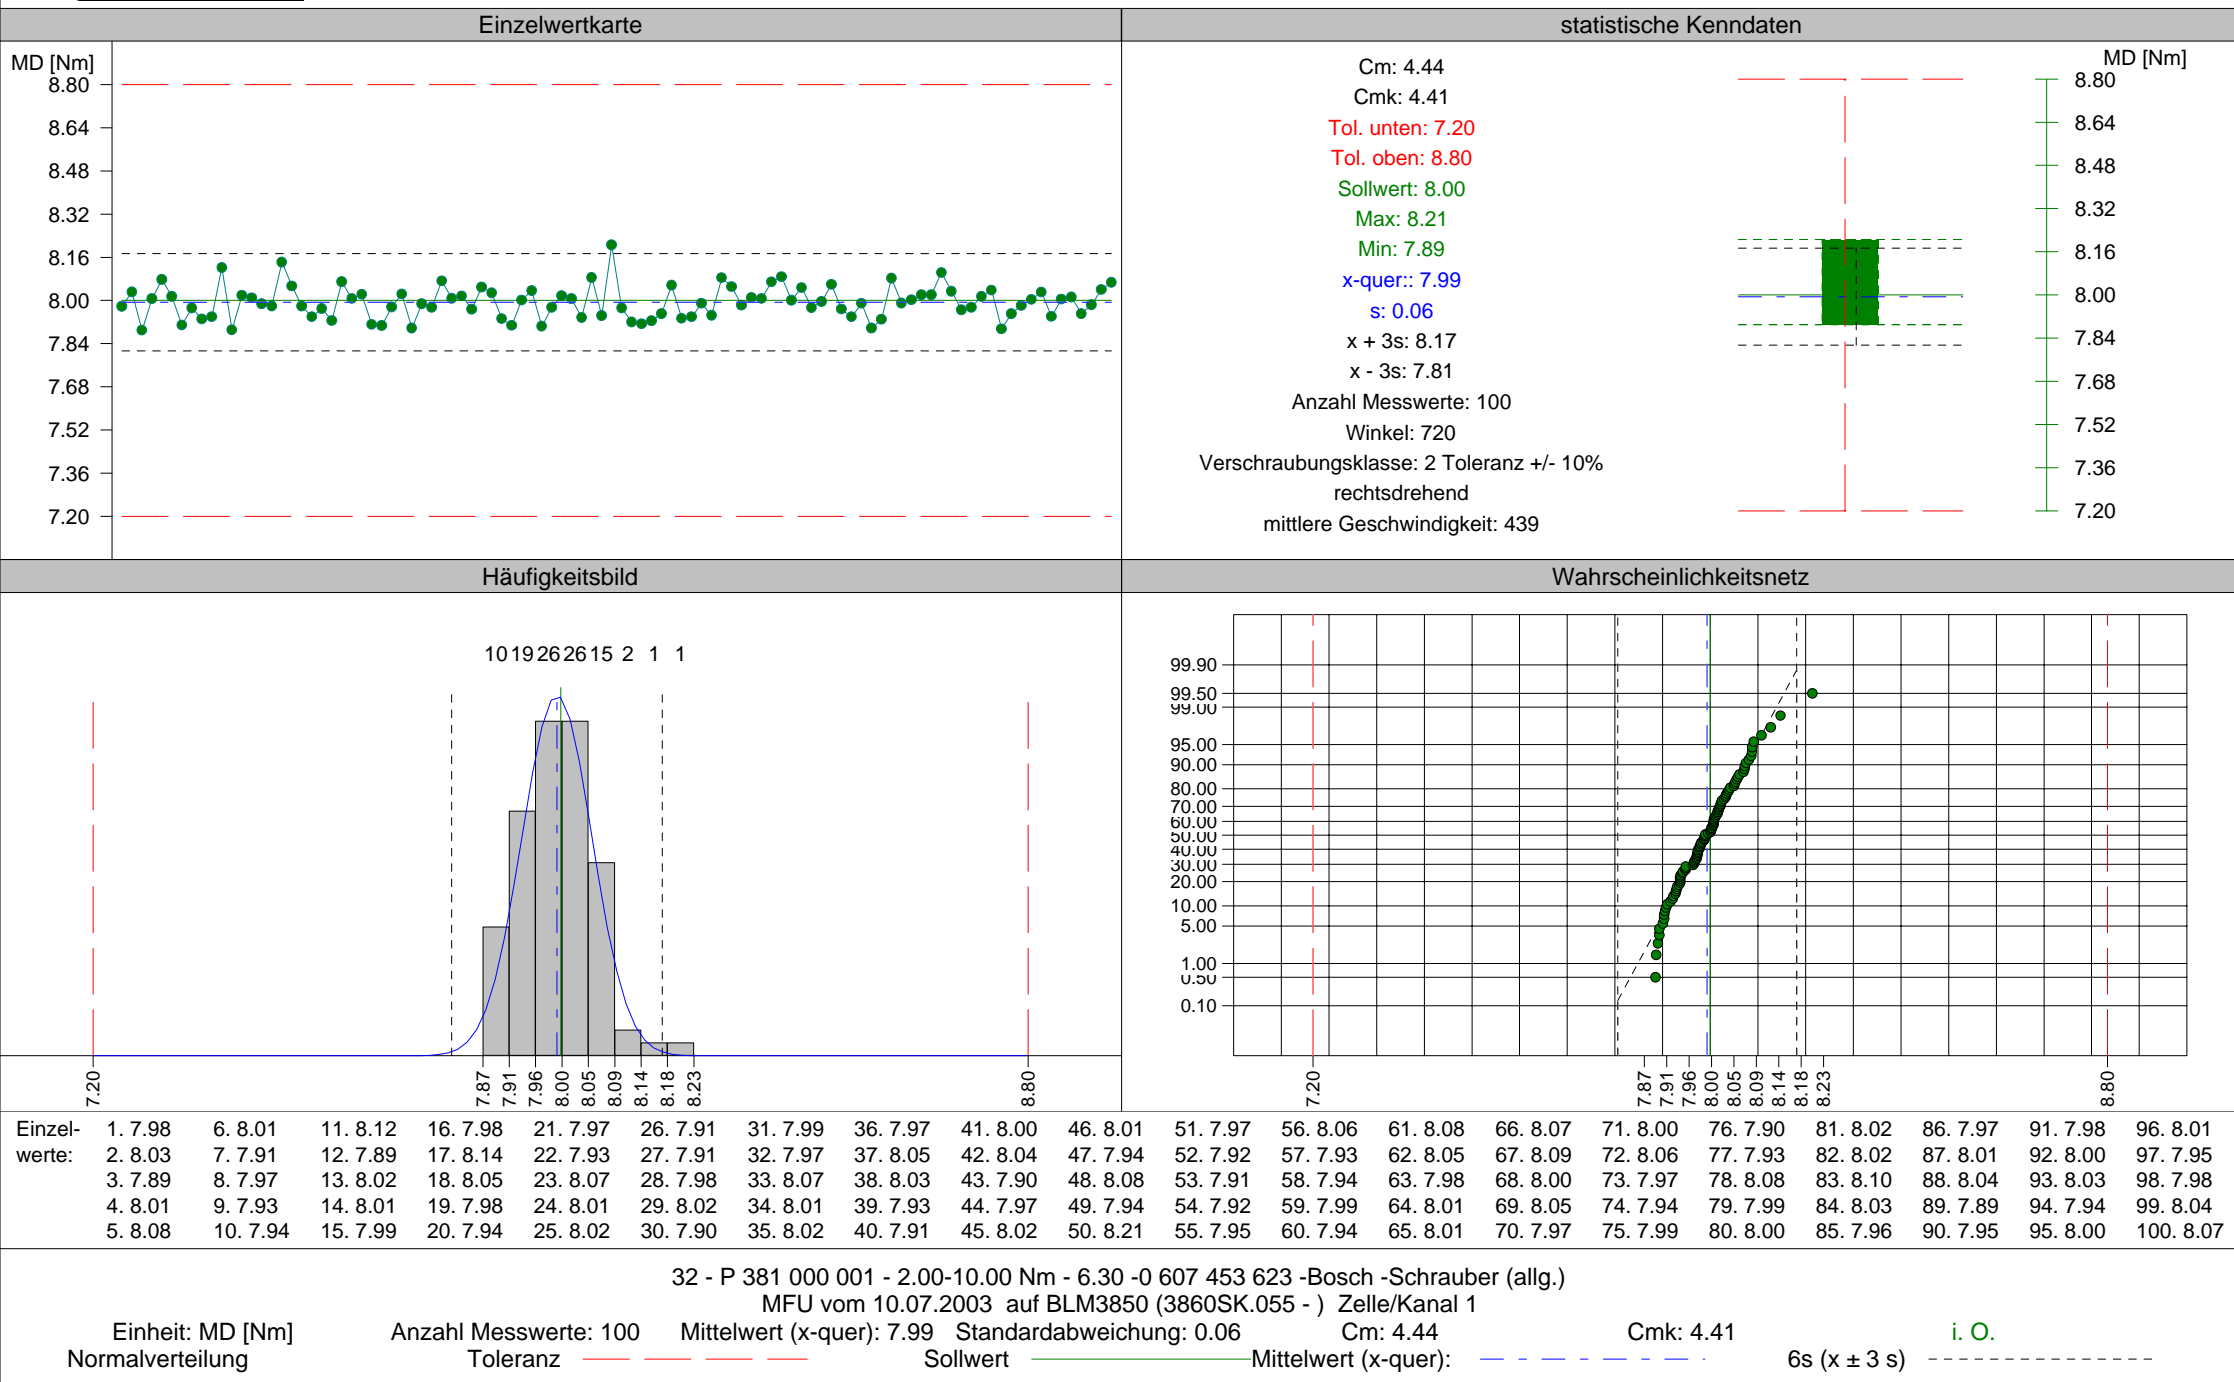 Einzelwertkarte
statistische Kenndaten
MD [Nm]
8.80
8.64
8.48
8.32
8.16
8.00
7.84
7.68
7.52
7.36
7.20
Cm: 4.44
Cmk: 4.41
Tol. unten: 7.20
Tol. oben: 8.80
Sollwert: 8.00
Max: 8.21
Min: 7.89
x-quer:: 7.99
s: 0.06
x + 3s: 8.17
x - 3s: 7.81
Anzahl Messwerte: 100
Winkel: 720
Verschraubungsklasse: 2 Toleranz +/- 10%
rechtsdrehend
mittlere Geschwindigkeit: 439
MD [Nm]
8.80
8.64
8.48
8.32
8.16
8.00
7.84
7.68
7.52
7.36
7.20
Häufigkeitsbild
Wahrscheinlichkeitsnetz
10 19 26 26 15 2 1 1
7.20 7.87 7.91 7.96 8.00 8.05 8.09 8.14 8.18 8.23 8.80
99.90
99.50
99.00
95.00
90.00
80.00
70.00
60.00
50.00
40.00
30.00
20.00
10.00
5.00
1.00
0.50
0.10
7.20 7.87 7.91 7.96 8.00 8.05 8.09 8.14 8.18 8.23 8.80
Einzel- 1. 7.98 6. 8.01 11. 8.12 16. 7.98 21. 7.97 26. 7.91 31. 7.99 36. 7.97 41. 8.00 46. 8.01 51. 7.97 56. 8.06 61. 8.08 66. 8.07 71. 8.00 76. 7.90 81. 8.02 86. 7.97 91. 7.98 96. 8.01
werte: 2. 8.03 7. 7.91 12. 7.89 17. 8.14 22. 7.93 27. 7.91 32. 7.97 37. 8.05 42. 8.04 47. 7.94 52. 7.92 57. 7.93 62. 8.05 67. 8.09 72. 8.06 77. 7.93 82. 8.02 87. 8.01 92. 8.00 97. 7.95
3. 7.89 8. 7.97 13. 8.02 18. 8.05 23. 8.07 28. 7.98 33. 8.07 38. 8.03 43. 7.90 48. 8.08 53. 7.91 58. 7.94 63. 7.98 68. 8.00 73. 7.97 78. 8.08 83. 8.10 88. 8.04 93. 8.03 98. 7.98
4. 8.01 9. 7.93 14. 8.01 19. 7.98 24. 8.01 29. 8.02 34. 8.01 39. 7.93 44. 7.97 49. 7.94 54. 7.92 59. 7.99 64. 8.01 69. 8.05 74. 7.94 79. 7.99 84. 8.03 89. 7.89 94. 7.94 99. 8.04
5. 8.08 10. 7.94 15. 7.99 20. 7.94 25. 8.02 30. 7.90 35. 8.02 40. 7.91 45. 8.02 50. 8.21 55. 7.95 60. 7.94 65. 8.01 70. 7.97 75. 7.99 80. 8.00 85. 7.96 90. 7.95 95. 8.00 100. 8.07
32 - P 381 000 001 - 2.00-10.00 Nm - 6.30 -0 607 453 623 -Bosch -Schrauber (allg.)
MFU vom 10.07.2003 auf BLM3850 (3860SK.055 - ) Zelle/Kanal 1
Einheit: MD [Nm] Anzahl Messwerte: 100 Mittelwert (x-quer): 7.99 Standardabweichung: 0.06 Cm: 4.44 Cmk: 4.41 i. O.
Normalverteilung Toleranz Sollwert Mittelwert (x-quer): 6s (x ± 3 s)